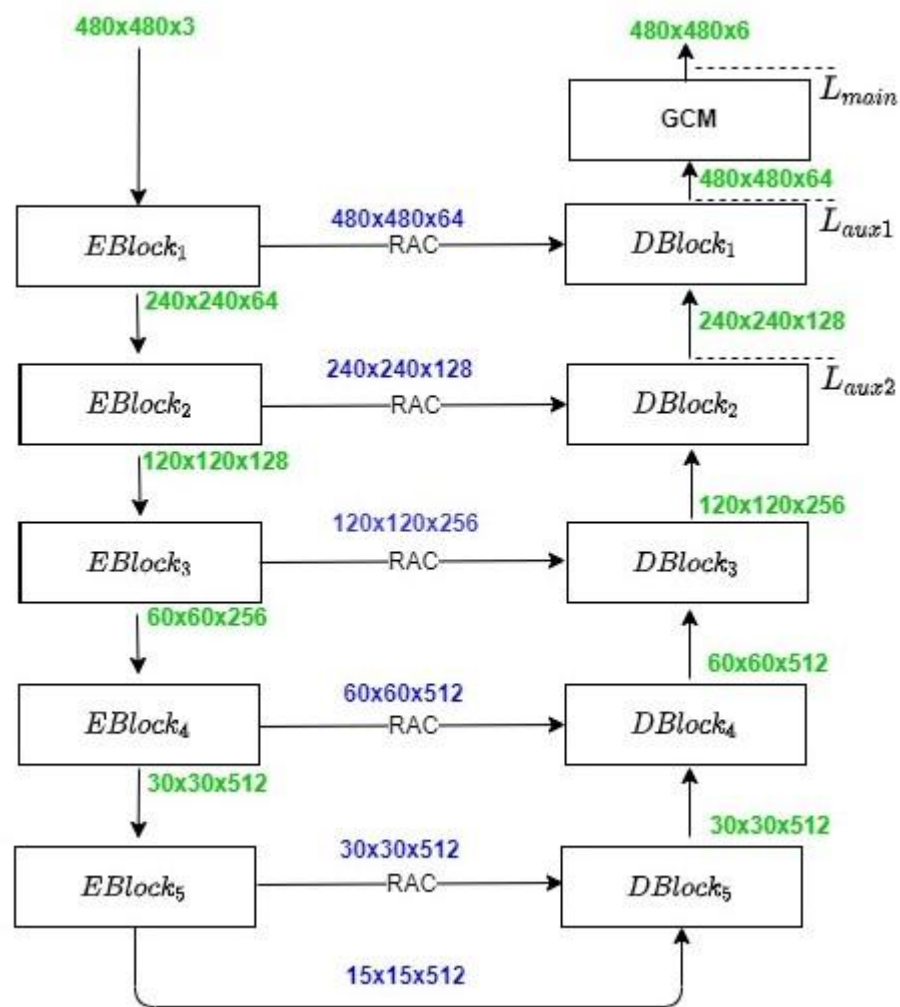 480x480x3
480x480x6
L_main
GCM
480x480x64
L_aux1
EBlock_1
480x480x64
RAC
DBlock_1
240x240x64
240x240x128
L_aux2
EBlock_2
240x240x128
RAC
DBlock_2
120x120x128
120x120x256
EBlock_3
120x120x256
RAC
DBlock_3
60x60x256
60x60x512
EBlock_4
60x60x512
RAC
DBlock_4
30x30x512
30x30x512
EBlock_5
30x30x512
RAC
DBlock_5
15x15x512